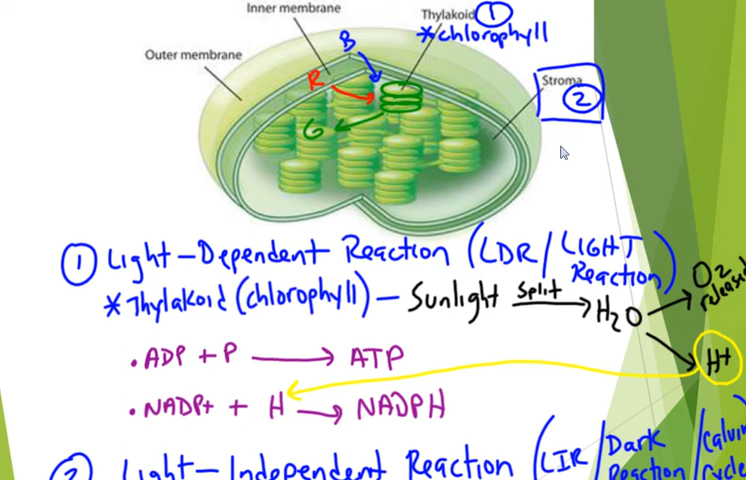 Inner membrane
Thylakoid 1
*chlorophyll
Outer membrane
B
R
Stroma
2
G
1 Light-Dependent Reaction (LDR/LIGHT
Reaction)
*Thylakoid (chlorophyll) - Sunlight Split H2O
O2
released
H+
• ADP + P → ATP
• NADP+ + H → NADPH
2 Light-Independent Reaction (LIR/Dark
Reaction/Calvin
Cycle